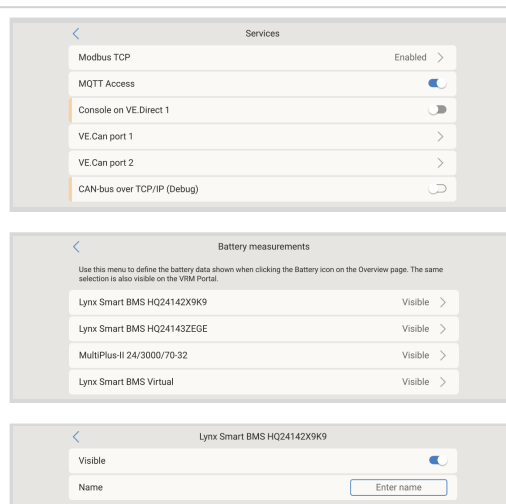 Services
Modbus TCP Enabled
MQTT Access
Console on VE.Direct 1
VE.Can port 1
VE.Can port 2
CAN-bus over TCP/IP (Debug)
Battery measurements
Use this menu to define the battery data shown when clicking the Battery icon on the Overview page. The same
selection is also visible on the VRM Portal.
Lynx Smart BMS HQ24142X9K9 Visible
Lynx Smart BMS HQ24143ZEGE Visible
MultiPlus-II 24/3000/70-32 Visible
Lynx Smart BMS Virtual Visible
Lynx Smart BMS HQ24142X9K9
Visible
Name Enter name